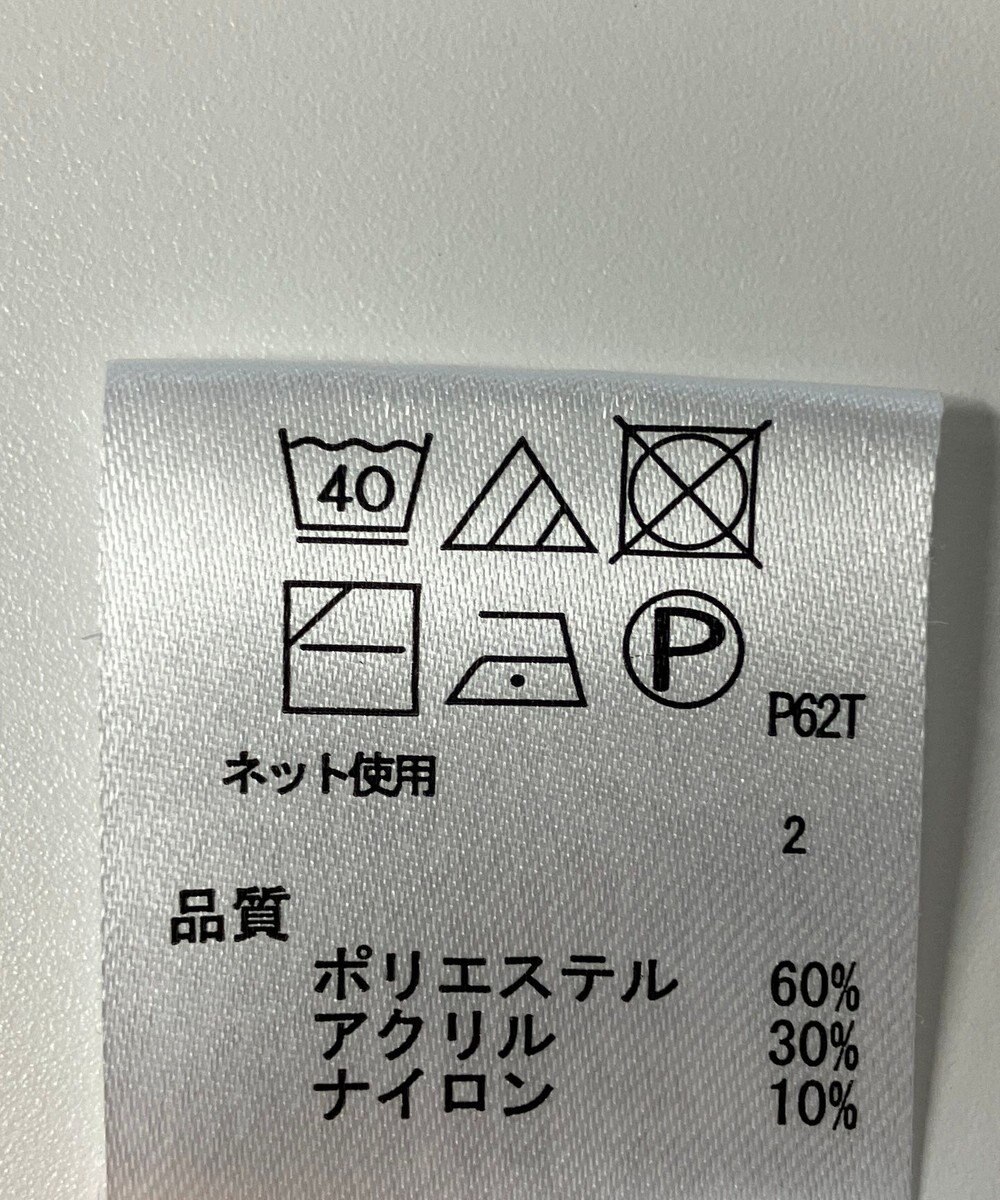 40
P
P62T
ネット使用
2
品質
ポリエステル 60%
アクリル 30%
ナイロン 10%